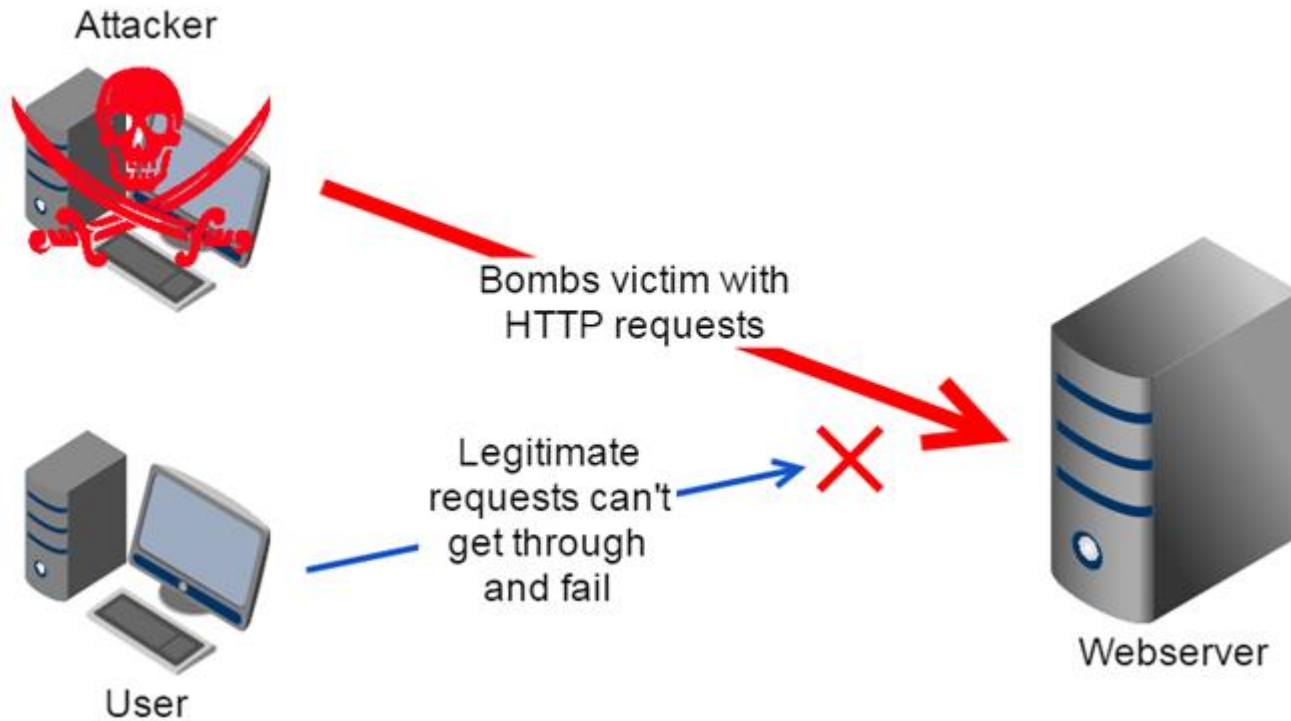 Attacker
Bombs victim with
HTTP requests
Legitimate
requests can't
get through
and fail
Webserver
User